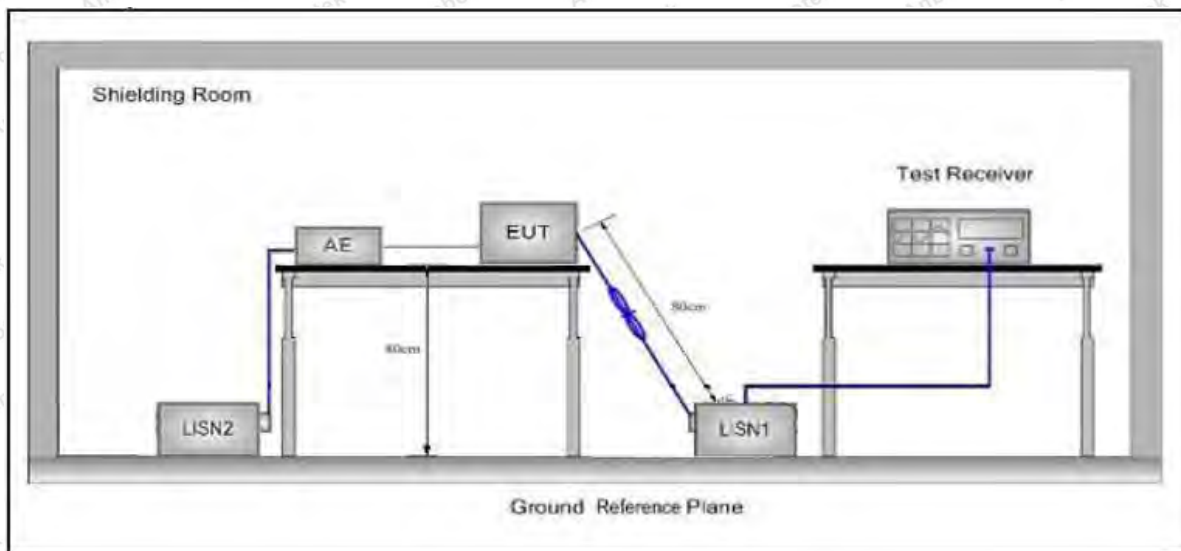 Shielding Room
Test Receiver
AE
EUT
80cm
80cm
LISN2
LISN1
Ground Reference Plane